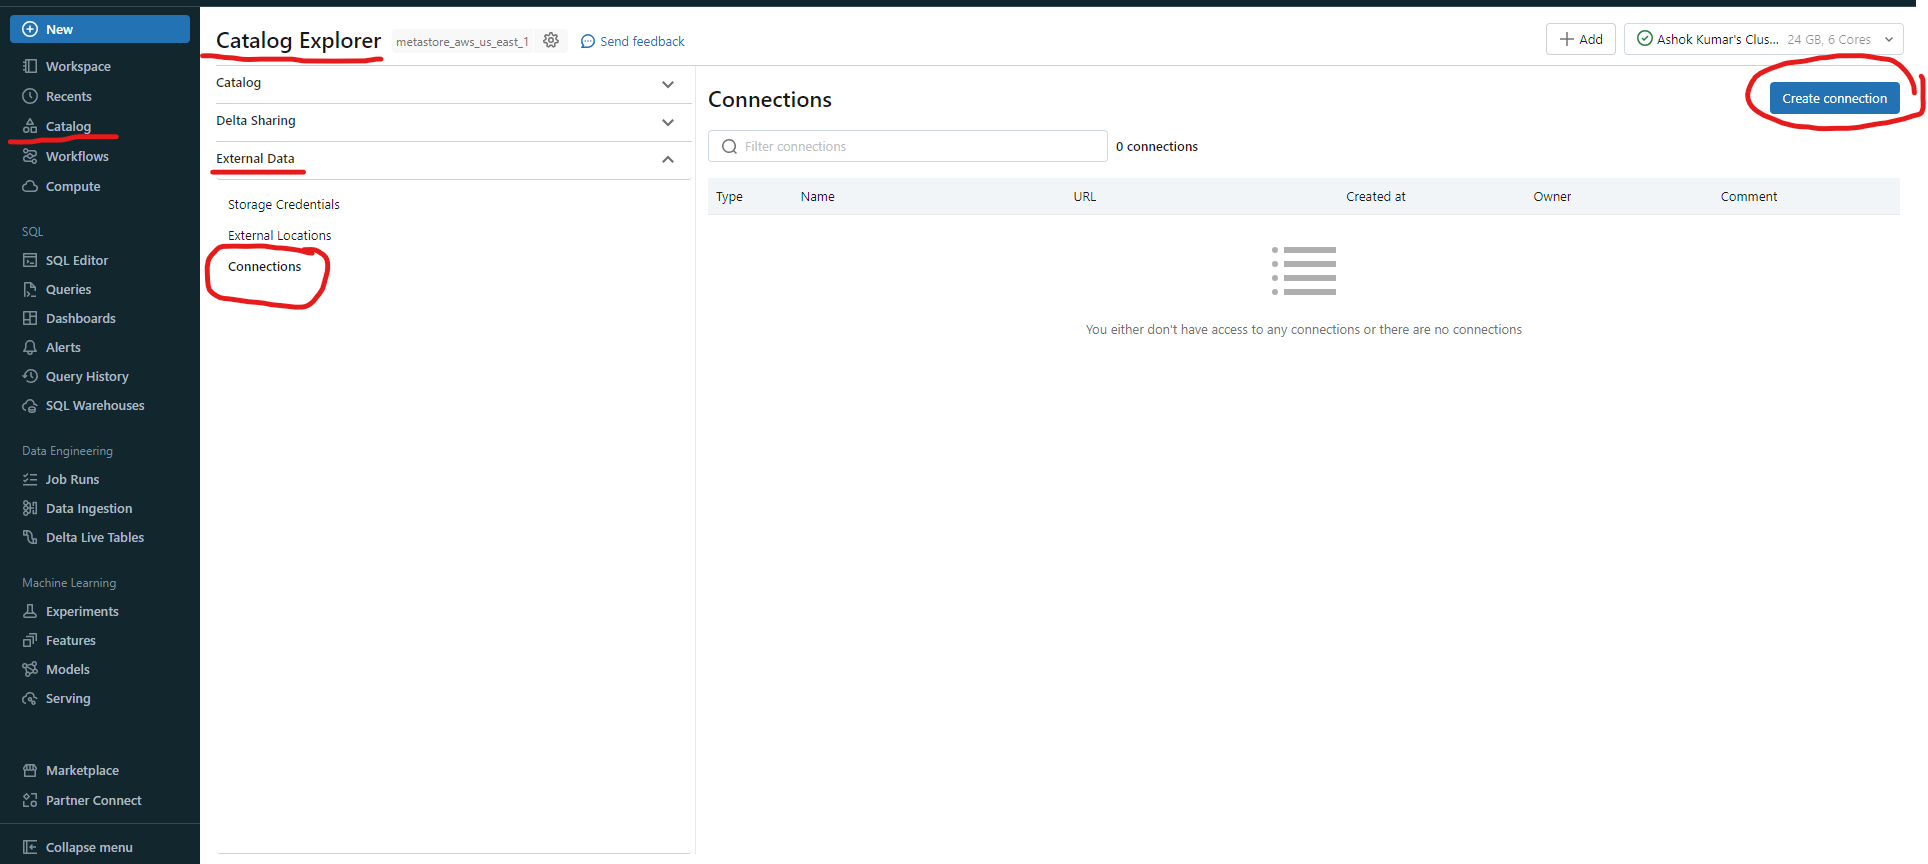 New
Workspace
Recents
Catalog
Workflows
Compute
SQL
SQL Editor
Queries
Dashboards
Alerts
Query History
SQL Warehouses
Data Engineering
Job Runs
Data Ingestion
Delta Live Tables
Machine Learning
Experiments
Features
Models
Serving
Marketplace
Partner Connect
Collapse menu
Catalog Explorer metastore_aws_us_east_1 Send feedback
Add Ashok Kumar's Clus... 24 GB, 6 Cores
Catalog
Delta Sharing
External Data
Storage Credentials
External Locations
Connections
Connections
Create connection
Filter connections 0 connections
Type Name URL Created at Owner Comment
You either don't have access to any connections or there are no connections